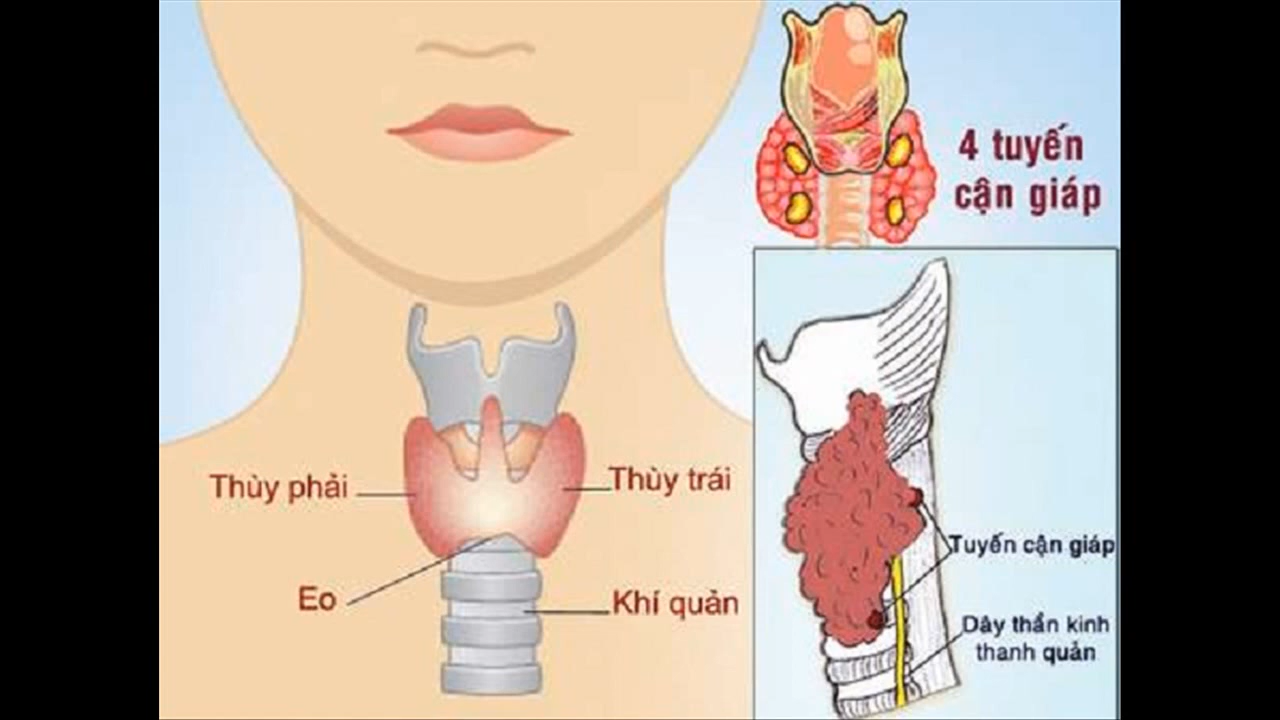 4 tuyến
cận giáp
Thùy phải
Thùy trái
Eo
Khí quản
Tuyến cận giáp
Dây thần kinh
thanh quản